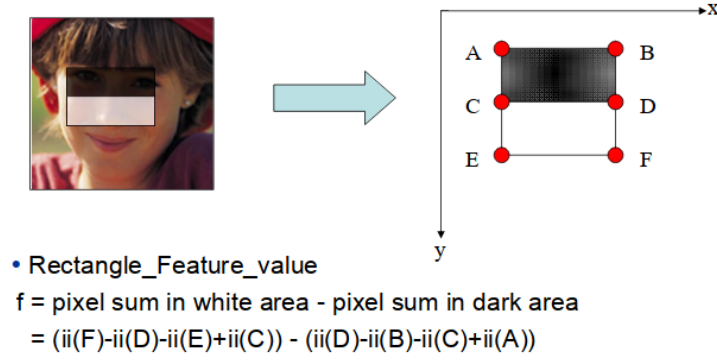 x
A
B
C
D
E
F
y
• Rectangle_Feature_value
f = pixel sum in white area - pixel sum in dark area
= (ii(F)-ii(D)-ii(E)+ii(C)) - (ii(D)-ii(B)-ii(C)+ii(A))